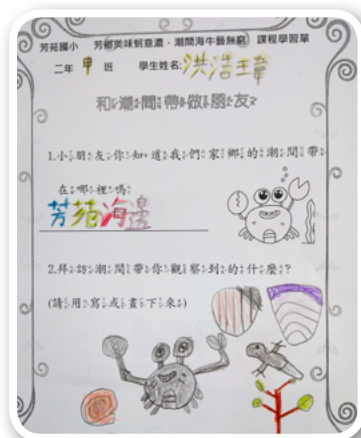 芳苑國小 芳鄉美味蚵意濃‧潮間海牛藝無窮 課程學習單
二年 甲 班 學生姓名:洪浩瑋
和潮間帶做朋友
1.小朋友你知道我們家鄉的潮間帶
在哪裡嗎
芳苑海邊
2.拜訪潮間帶你觀察到的什麼?
(請用寫或畫下來)